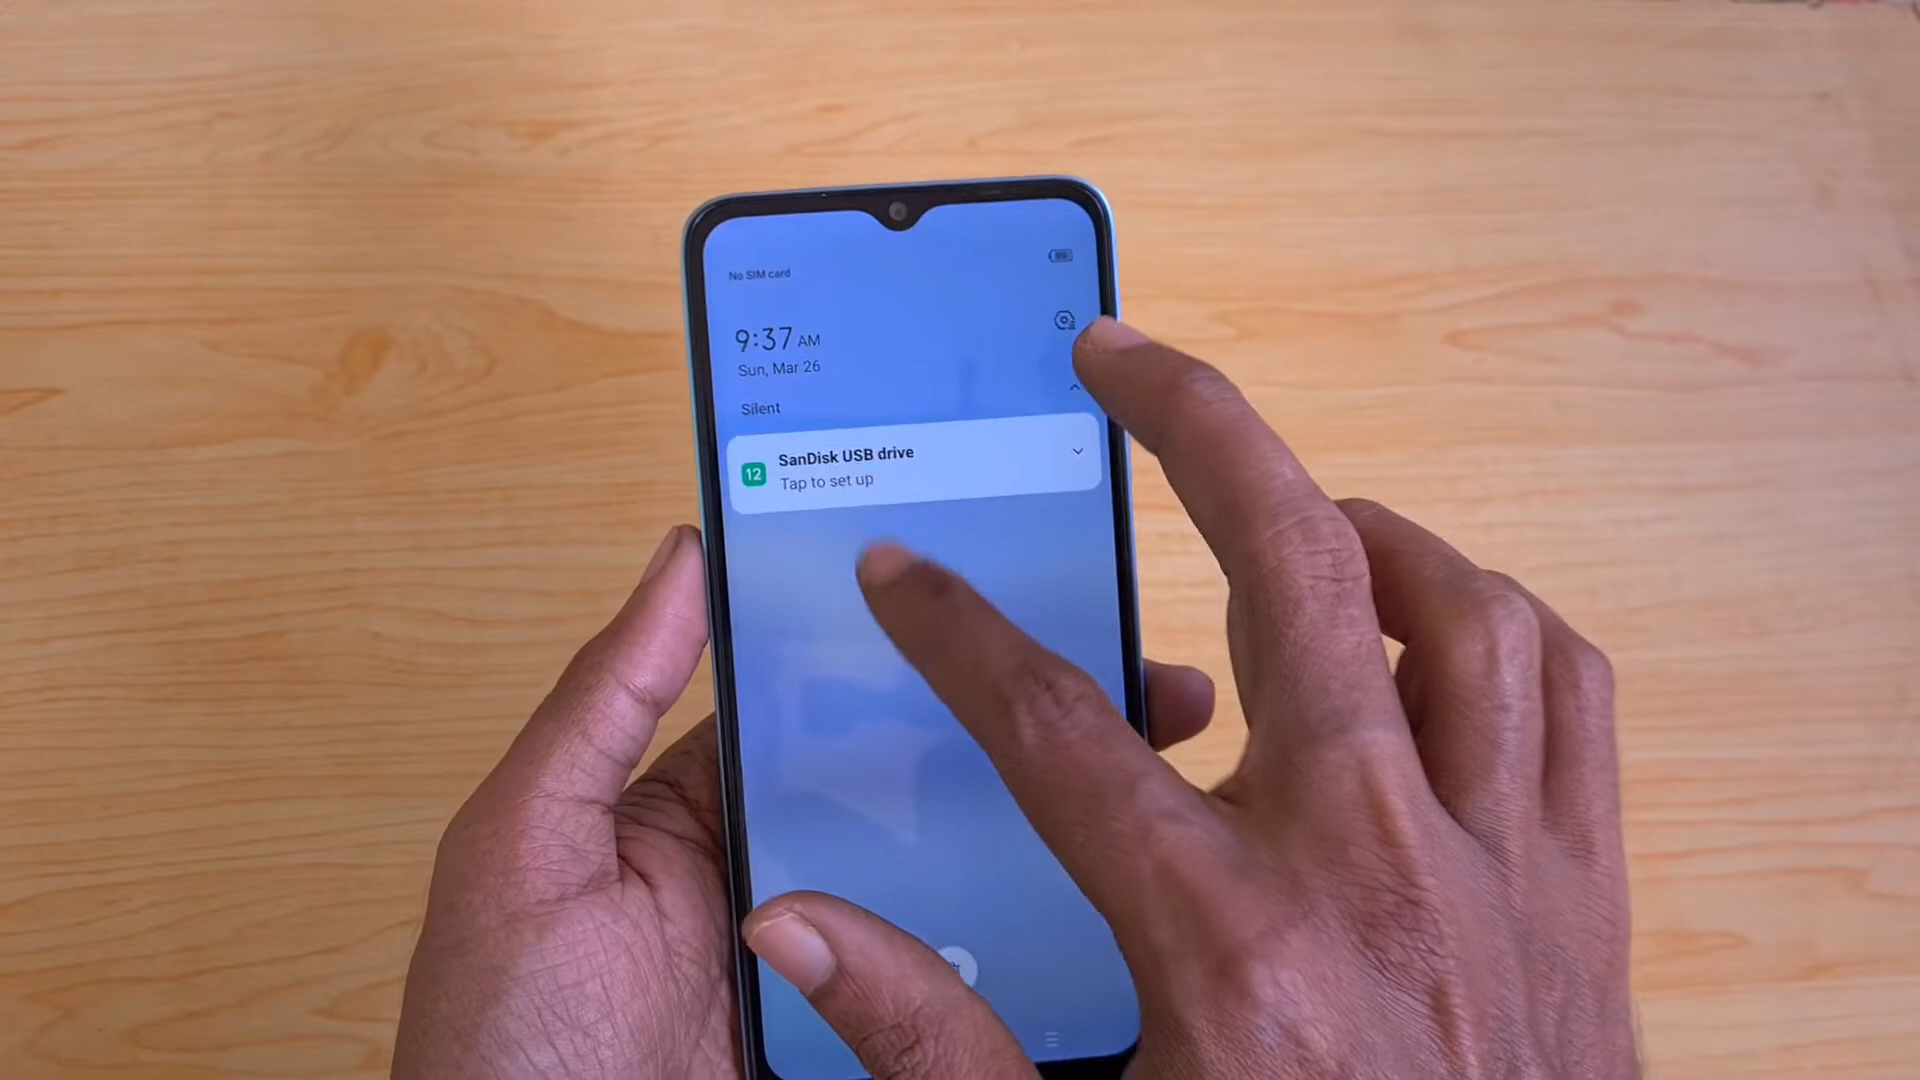 No SIM card
9:37 AM
Sun, Mar 26
Silent
12
SanDisk USB drive
Tap to set up